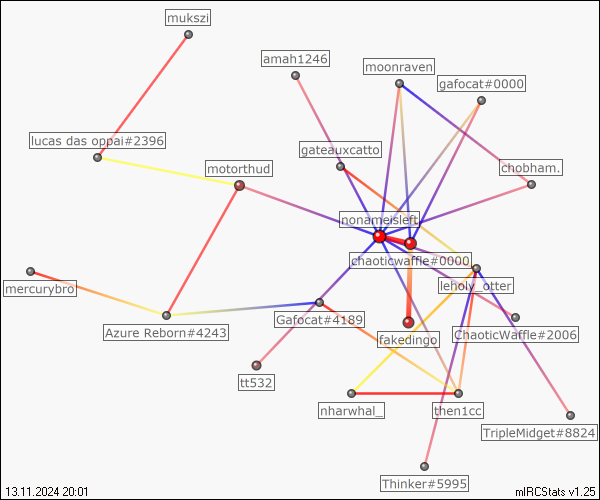 mukszi
amah1246
moonraven
gafocat#0000
lucas das oppai#2396
gateauxcatto
motorthud
chobham.
nonameisleft
chaoticwaffle#0000
mercurybro
leholy_otter
Azure Reborn#4243
Gafocat#4189
ChaoticWaffle#2006
fakedingo
tt532
nharwhal_
then1cc
TripleMidget#8824
Thinker#5995
13.11.2024 20:01
mIRCStats v1.25